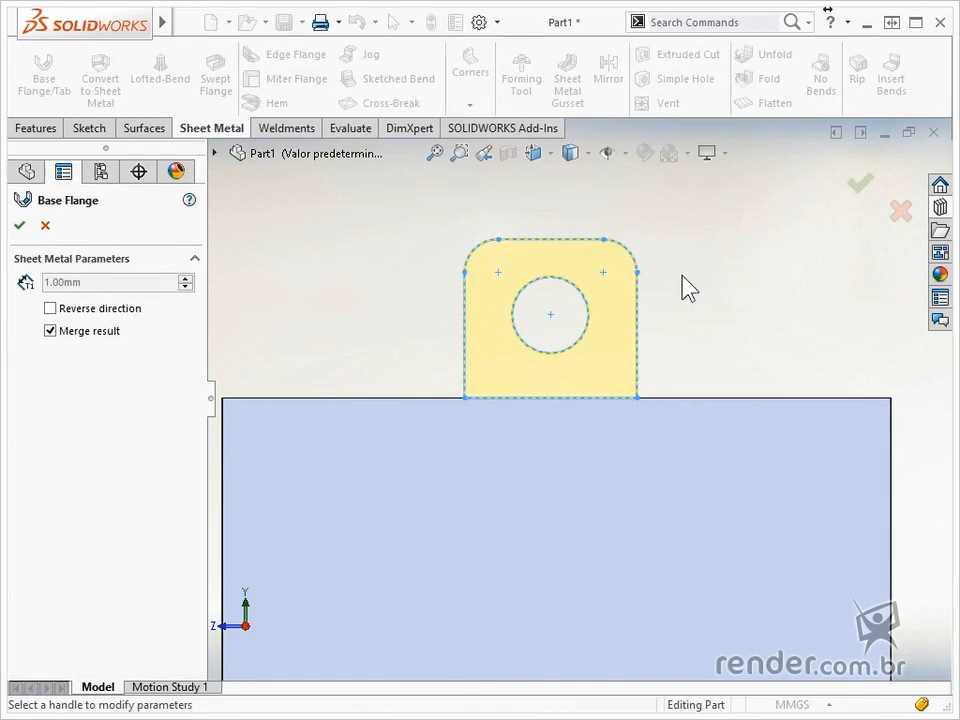 SOLIDWORKS
Part1 *
Search Commands
?
Base Flange/Tab
Convert to Sheet Metal
Lofted-Bend
Swept Flange
Edge Flange
Miter Flange
Hem
Jog
Sketched Bend
Cross-Break
Corners
Forming Tool
Sheet Metal Gusset
Mirror
Extruded Cut
Simple Hole
Vent
Unfold
Fold
Flatten
No Bends
Rip
Insert Bends
Features
Sketch
Surfaces
Sheet Metal
Weldments
Evaluate
DimXpert
SOLIDWORKS Add-Ins
Part1 (Valor predetermin...
Base Flange
?
Sheet Metal Parameters
1.00mm
Reverse direction
Merge result
Y
Z
render.com.br
Model
Motion Study 1
Select a handle to modify parameters
Editing Part
MMGS